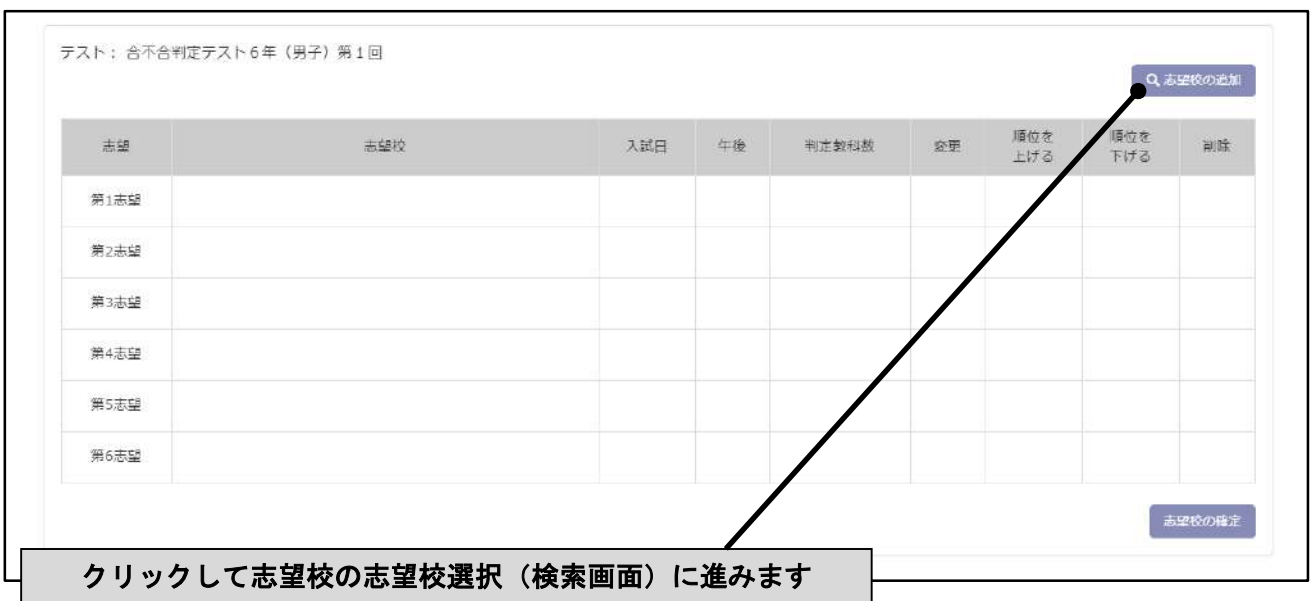 テスト： 合不合判定テスト６年（男子）第１回
志望校の追加
志望 志望校 入試日 午後 判定教科数 変更 順位を上げる 順位を下げる 削除
第1志望
第2志望
第3志望
第4志望
第5志望
第6志望
志望校の確定
クリックして志望校の志望校選択（検索画面）に進みます